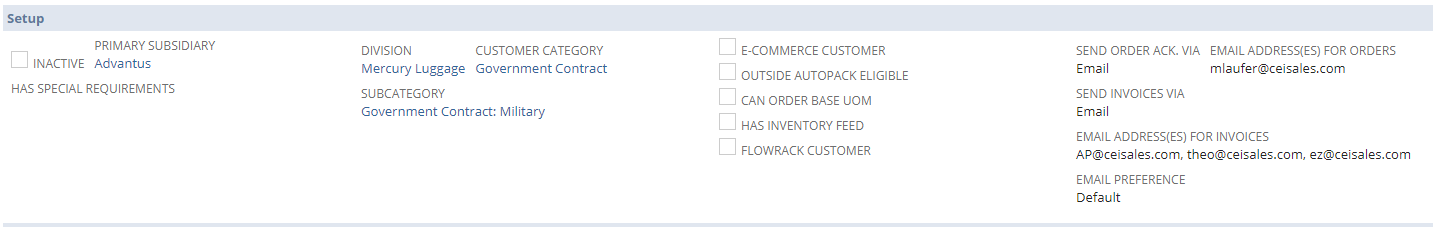 Setup
INACTIVE
PRIMARY SUBSIDIARY
Advantus
HAS SPECIAL REQUIREMENTS
DIVISION
Mercury Luggage
CUSTOMER CATEGORY
Government Contract
SUBCATEGORY
Government Contract: Military
E-COMMERCE CUSTOMER
OUTSIDE AUTOPACK ELIGIBLE
CAN ORDER BASE UOM
HAS INVENTORY FEED
FLOWRACK CUSTOMER
SEND ORDER ACK. VIA
Email
EMAIL ADDRESS(ES) FOR ORDERS
mlaufer@ceisales.com
SEND INVOICES VIA
Email
EMAIL ADDRESS(ES) FOR INVOICES
AP@ceisales.com, theo@ceisales.com, ez@ceisales.com
EMAIL PREFERENCE
Default